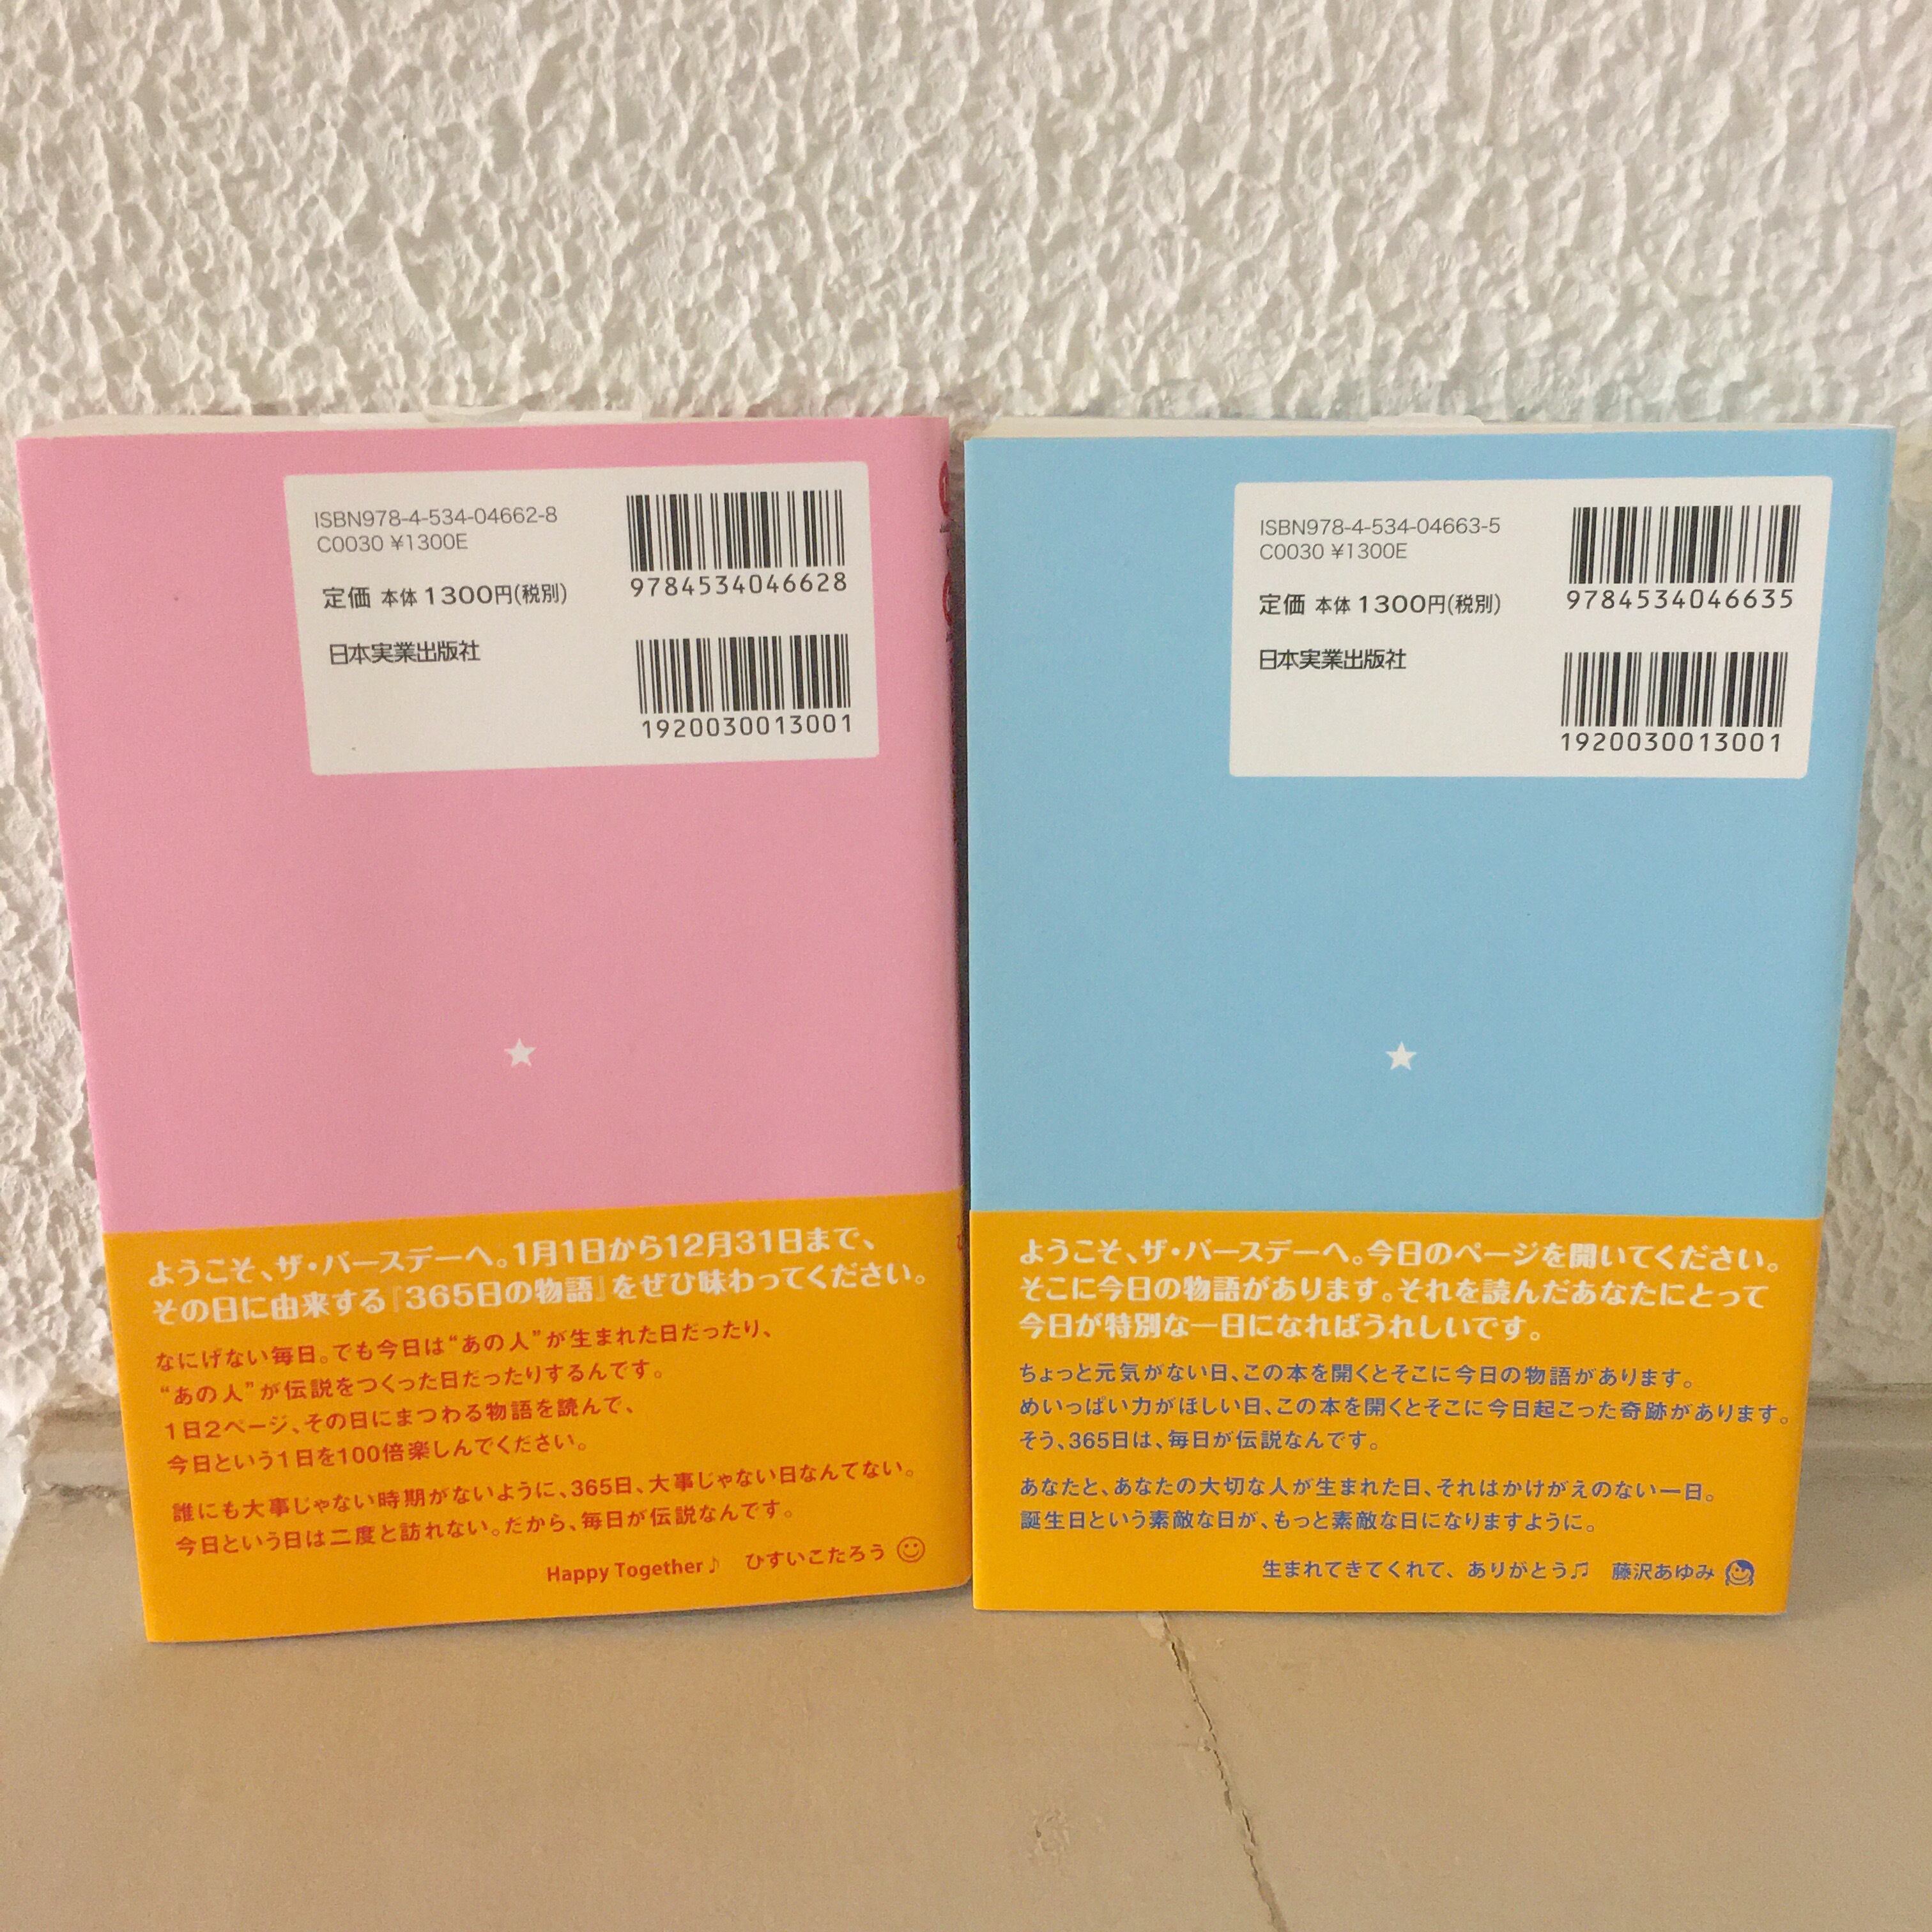 ISBN978-4-534-04662-8
C0030 ¥1300E
定価 本体1300円(税別)
日本実業出版社
9784534046628
1920030013001
ようこそ、ザ・バースデーへ。1月1日から12月31日まで、
その日に由来する『365日の物語』をぜひ味わってください。
なにげない毎日。でも今日は“あの人”が生まれた日だったり、
“あの人”が伝説をつくった日だったりするんです。
1日2ページ、その日にまつわる物語を読んで、
今日という1日を100倍楽しんでください。
誰にも大事じゃない時期がないように、365日、大事じゃない日なんてない。
今日という日は二度と訪れない。だから、毎日が伝説なんです。
Happy Together♪ ひすいこたろう
ISBN978-4-534-04663-5
C0030 ¥1300E
定価 本体1300円(税別)
日本実業出版社
9784534046635
1920030013001
ようこそ、ザ・バースデーへ。今日のページを開いてください。
そこに今日の物語があります。それを読んだあなたにとって
今日が特別な一日になればうれしいです。
ちょっと元気がない日、この本を開くとそこに今日の物語があります。
めいっぱい力がほしい日、この本を開くとそこに今日起こった奇跡があります。
そう、365日は、毎日が伝説なんです。
あなたと、あなたの大切な人が生まれた日、それはかけがえのない一日。
誕生日という素敵な日が、もっと素敵な日になりますように。
生まれてきてくれて、ありがとう♫ 藤沢あゆみ